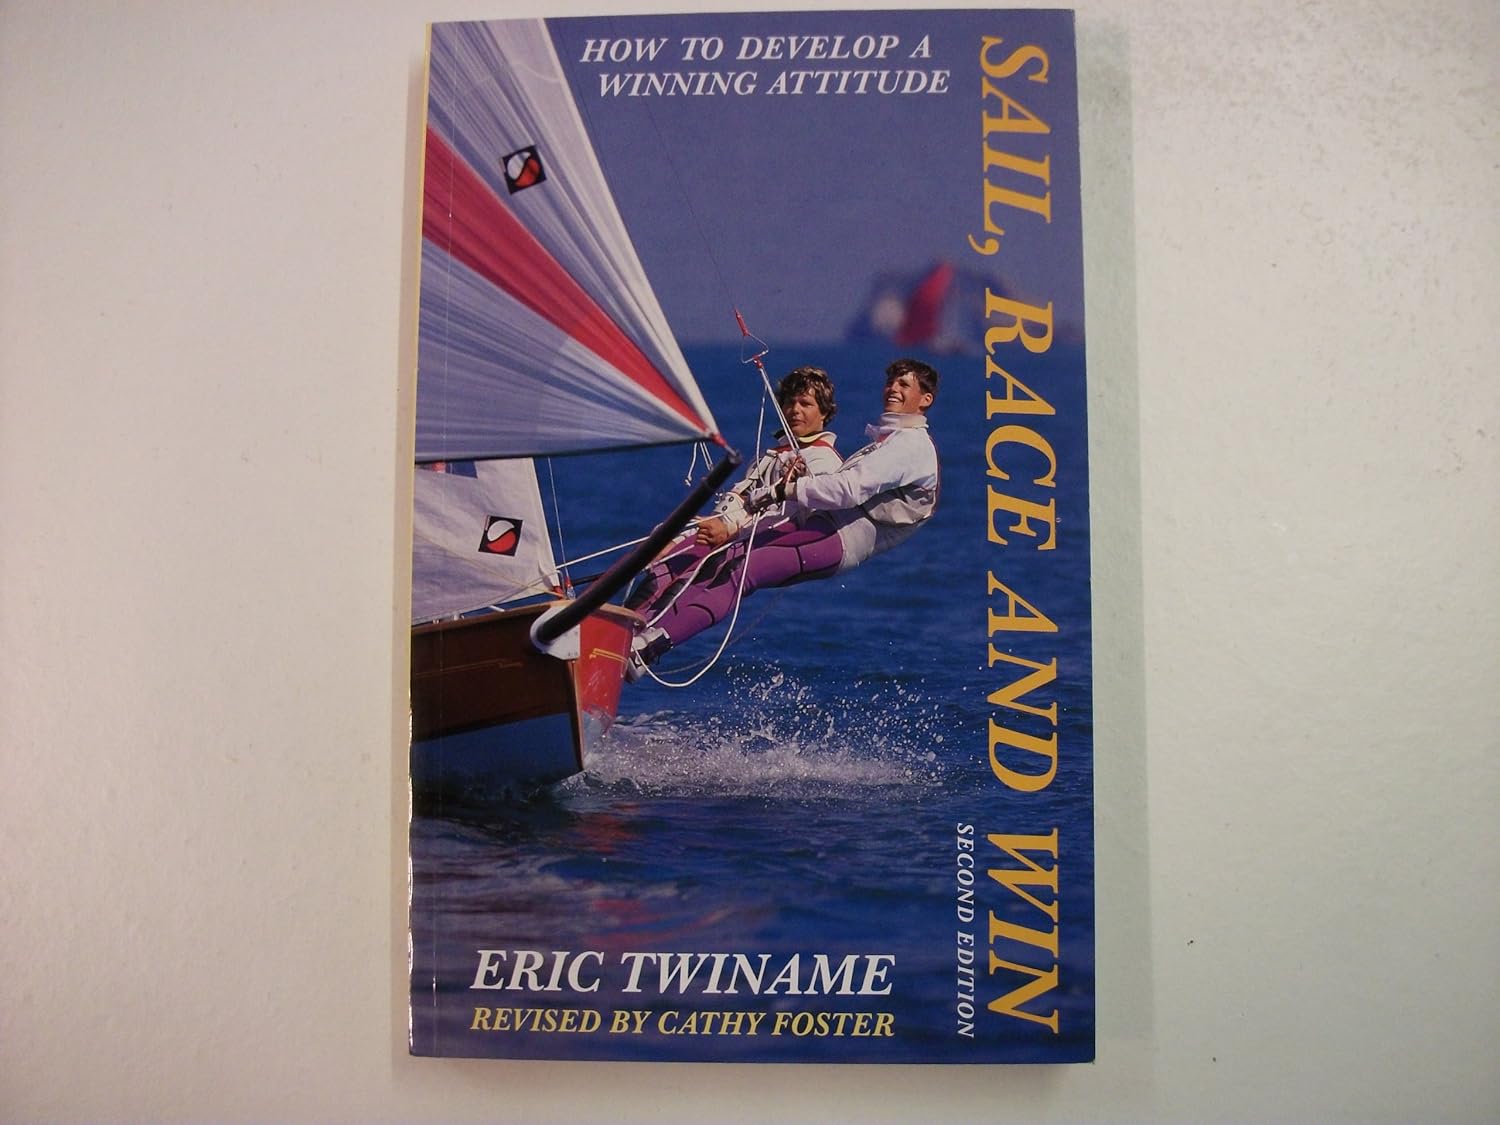 HOW TO DEVELOP A
WINNING ATTITUDE
SAIL, RACE AND WIN
SECOND EDITION
ERIC TWINAME
REVISED BY CATHY FOSTER